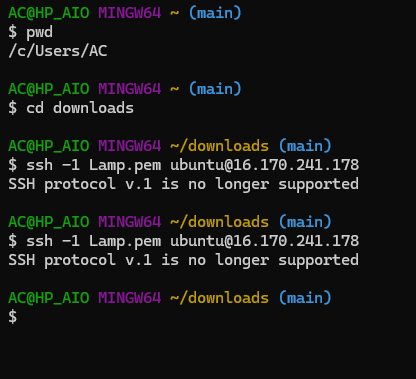 AC@HP_AIO MINGW64 ~ (main)
$ pwd
/c/Users/AC
AC@HP_AIO MINGW64 ~ (main)
$ cd downloads
AC@HP_AIO MINGW64 ~/downloads (main)
$ ssh -1 Lamp.pem ubuntu@16.170.241.178
SSH protocol v.1 is no longer supported
AC@HP_AIO MINGW64 ~/downloads (main)
$ ssh -1 Lamp.pem ubuntu@16.170.241.178
SSH protocol v.1 is no longer supported
AC@HP_AIO MINGW64 ~/downloads (main)
$